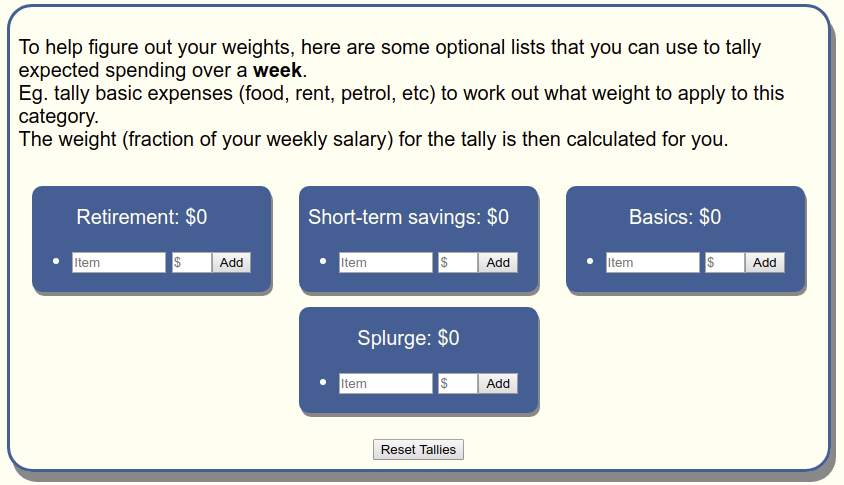 To help figure out your weights, here are some optional lists that you can use to tally
expected spending over a week.
Eg. tally basic expenses (food, rent, petrol, etc) to work out what weight to apply to this
category.
The weight (fraction of your weekly salary) for the tally is then calculated for you.
Retirement: $0
Item $ Add
Short-term savings: $0
Item $ Add
Basics: $0
Item $ Add
Splurge: $0
Item $ Add
Reset Tallies